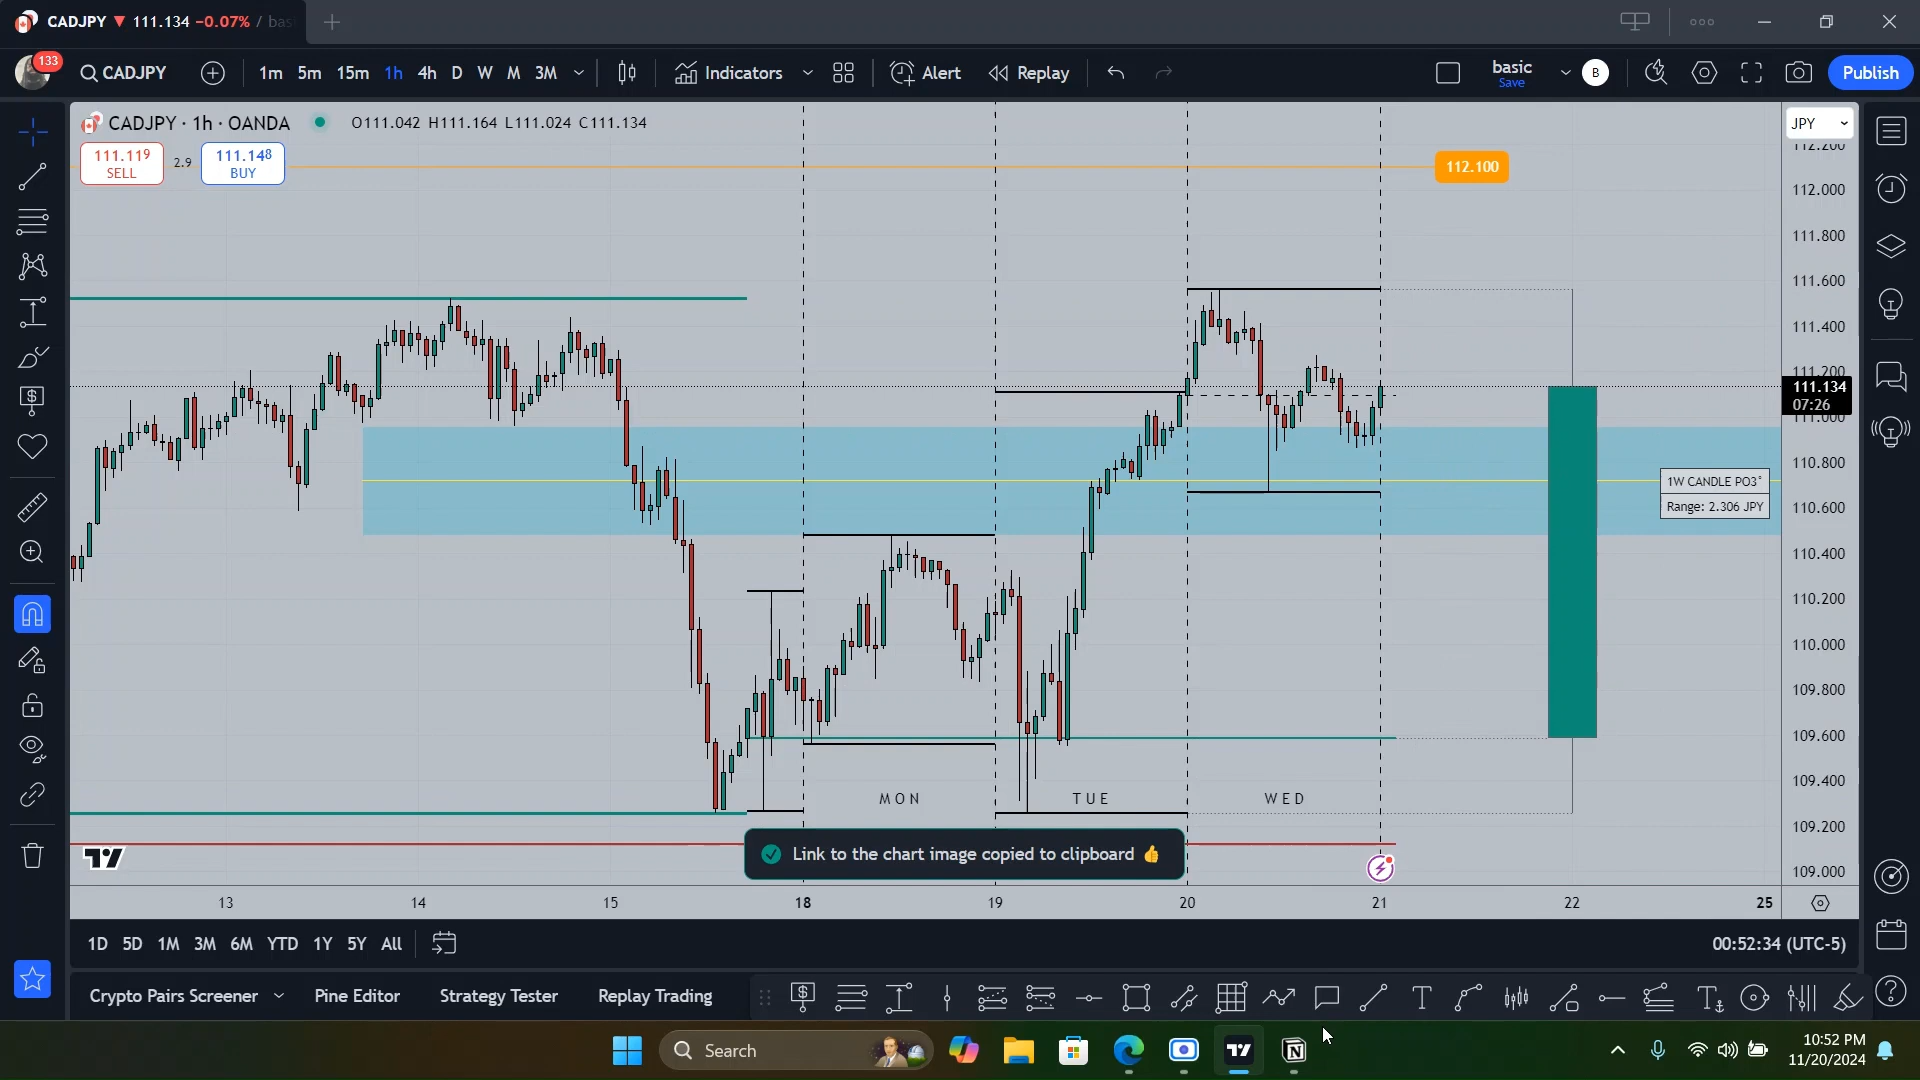 CADJPY ▼ 111.134 −0.07% / bas
133
CADJPY
1m 5m 15m 1h 4h D W M 3M
Indicators
Alert
Replay
basic
Save
B
Publish
CADJPY · 1h · OANDA
O111.042 H111.164 L111.024 C111.134
JPY
111.119
SELL
2.9
111.148
BUY
112.100
112.200
112.000
111.800
111.600
111.400
111.200
111.134
07:26
111.000
110.800
110.600
110.400
110.200
110.000
109.800
109.600
109.400
109.200
109.000
1W CANDLE PO3°
Range: 2.306 JPY
MON
TUE
WED
Link to the chart image copied to clipboard 👍
13 14 15 18 19 20 21 22 25
1D 5D 1M 3M 6M YTD 1Y 5Y All
00:52:34 (UTC-5)
Crypto Pairs Screener
Pine Editor
Strategy Tester
Replay Trading
Search
10:52 PM
11/20/2024